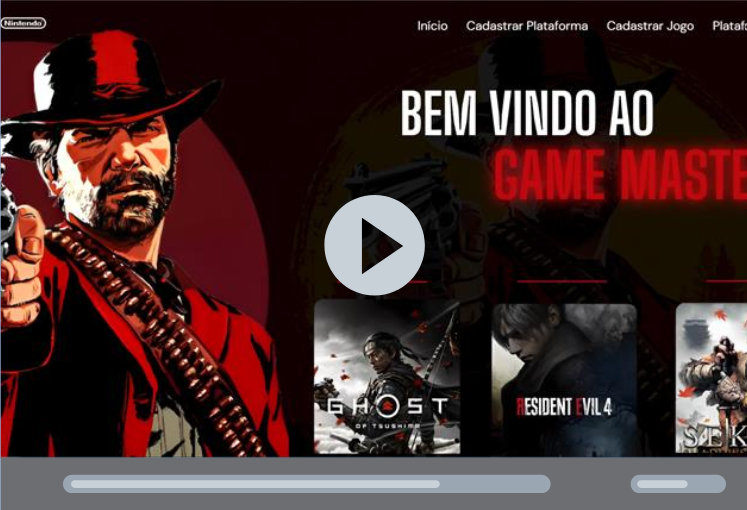 Nintendo
Início Cadastrar Plataforma Cadastrar Jogo Plataf
BEM VINDO AO
GAME MASTE
GHOST
OF TSUSHIMA
RESIDENT EVIL 4
SEK